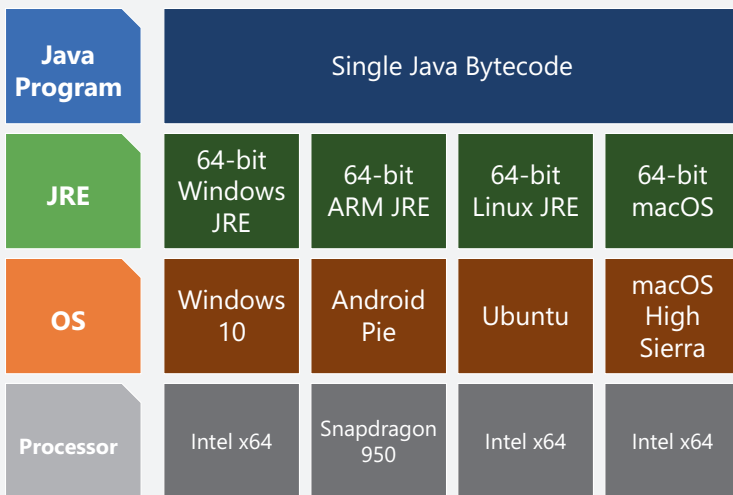 Java
Program
Single Java Bytecode
JRE
64-bit
Windows
JRE
64-bit
ARM JRE
64-bit
Linux JRE
64-bit
macOS
OS
Windows
10
Android
Pie
Ubuntu
macOS
High
Sierra
Processor
Intel x64
Snapdragon
950
Intel x64
Intel x64